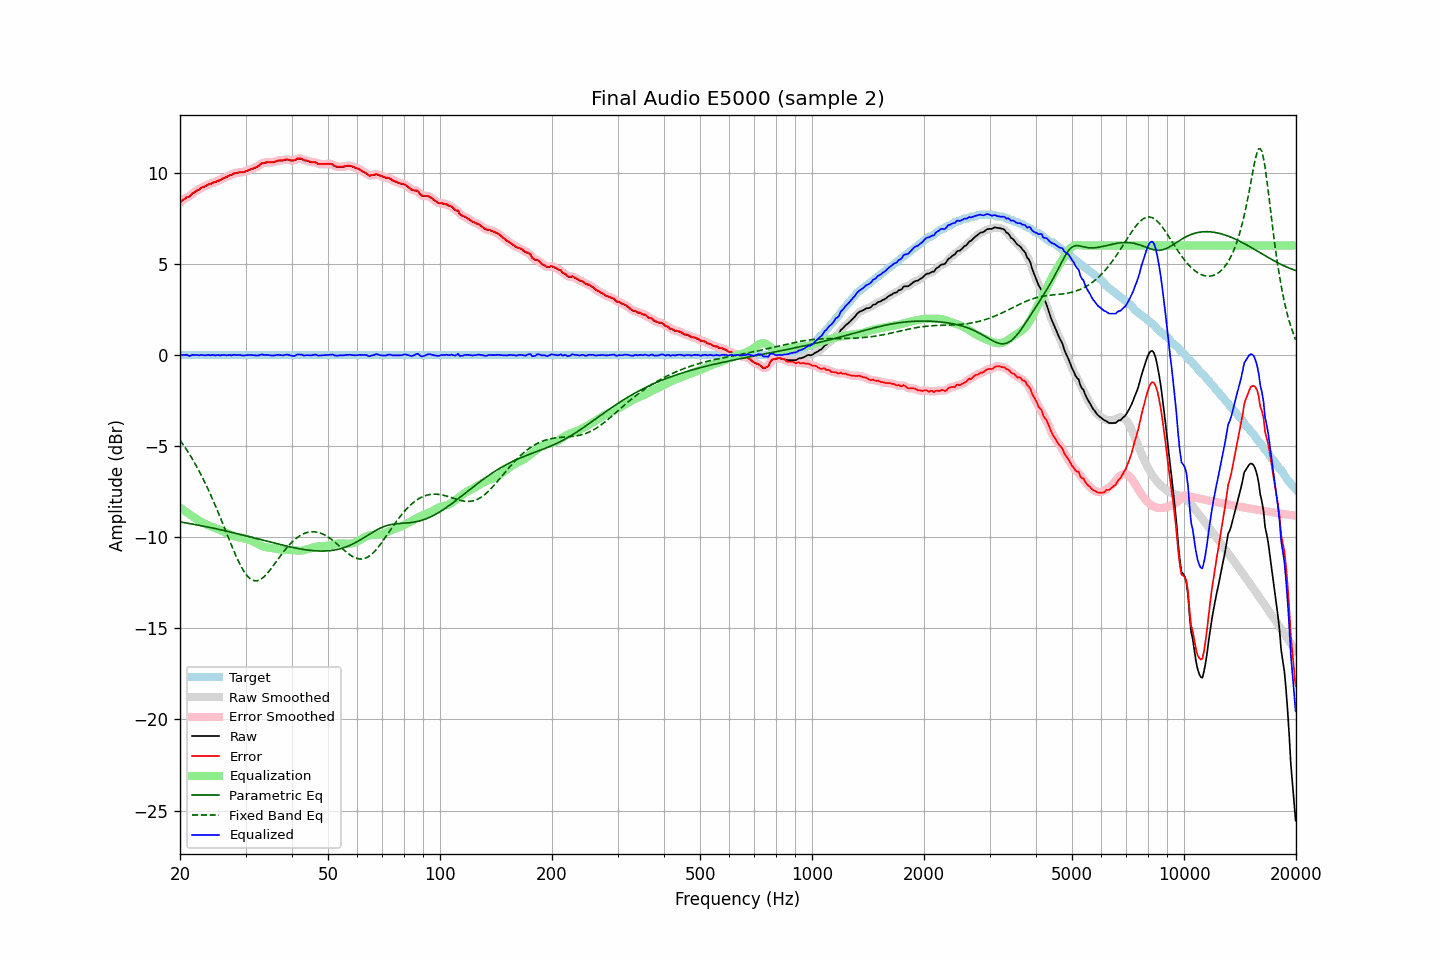 Final Audio E5000 (sample 2)
Amplitude (dBr)
10
5
0
−5
−10
−15
−20
−25
Target
Raw Smoothed
Error Smoothed
Raw
Error
Equalization
Parametric Eq
Fixed Band Eq
Equalized
20 50 100 200 500 1000 2000 5000 10000 20000
Frequency (Hz)